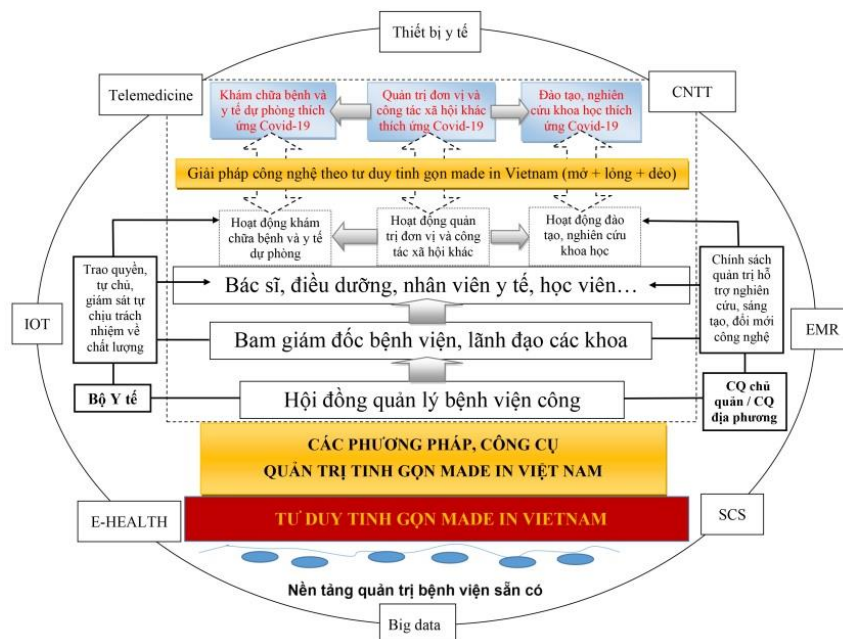 Thiết bị y tế
Telemedicine
CNTT
Khám chữa bệnh và
y tế dự phòng thích
ứng Covid-19
Quản trị đơn vị và
công tác xã hội khác
thích ứng Covid-19
Đào tạo, nghiên
cứu khoa học thích
ứng Covid-19
Giải pháp công nghệ theo tư duy tinh gọn made in Vietnam (mở + lỏng + dẻo)
Hoạt động khám
chữa bệnh và y tế
dự phòng
Hoạt động quản
trị đơn vị và công
tác xã hội khác
Hoạt động đào
tạo, nghiên cứu
khoa học
Trao quyền,
tự chủ,
giám sát tự
chịu trách
nhiệm về
chất lượng
Chính sách
quản trị hỗ
trợ nghiên
cứu, sáng
tạo, đổi mới
công nghệ
Bác sĩ, điều dưỡng, nhân viên y tế, học viên…
IOT
EMR
Bam giám đốc bệnh viện, lãnh đạo các khoa
Bộ Y tế
Hội đồng quản lý bệnh viện công
CQ chủ
quản / CQ
địa phương
CÁC PHƯƠNG PHÁP, CÔNG CỤ
QUẢN TRỊ TINH GỌN MADE IN VIỆT NAM
E-HEALTH
TƯ DUY TINH GỌN MADE IN VIETNAM
SCS
Nền tảng quản trị bệnh viện sẵn có
Big data